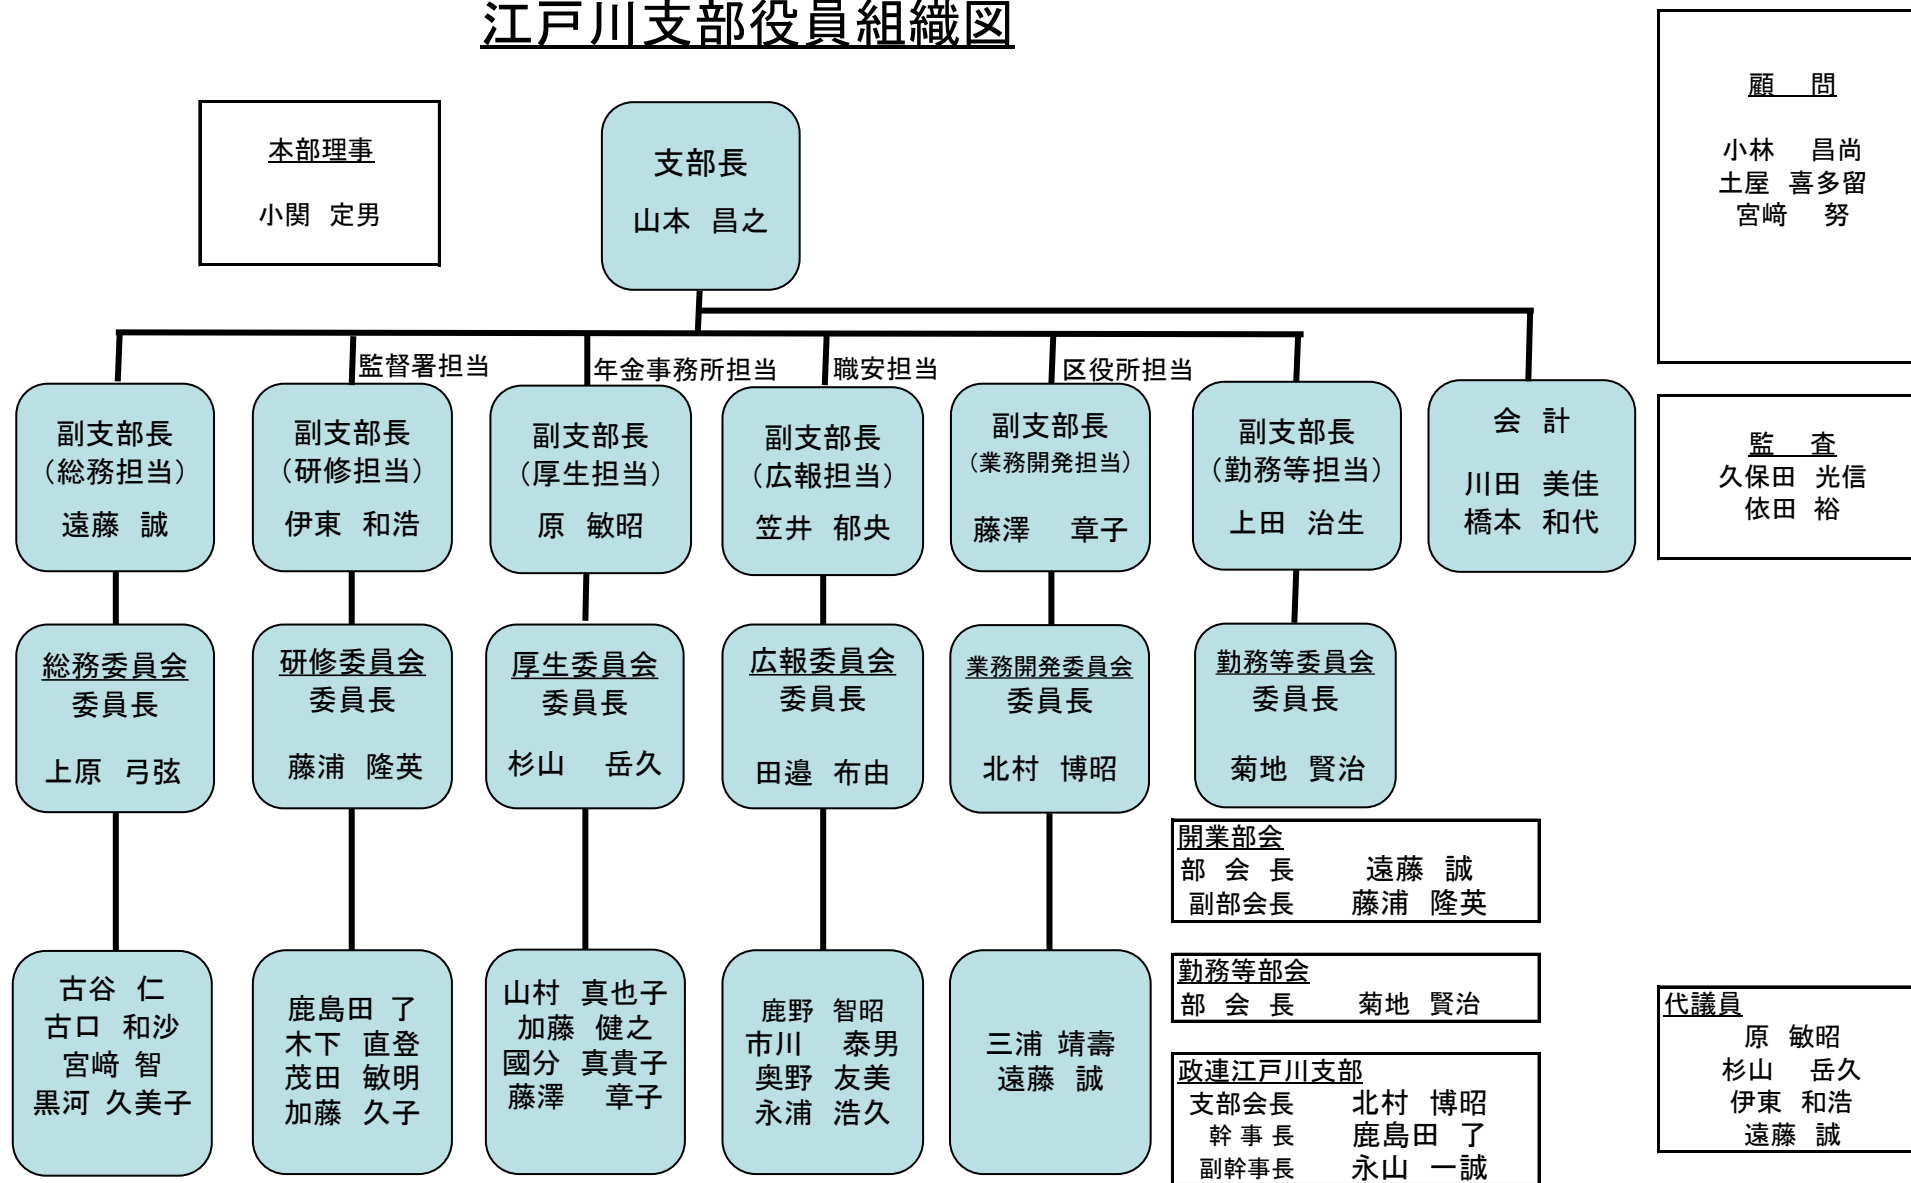 江戸川支部役員組織図
本部理事
小関 定男
支部長
山本 昌之
顧 問
小林 昌尚
土屋 喜多留
宮﨑 努
監 査
久保田 光信
依田 裕
監督署担当
年金事務所担当
職安担当
区役所担当
副支部長
（総務担当）
遠藤 誠
副支部長
（研修担当）
伊東 和浩
副支部長
（厚生担当）
原 敏昭
副支部長
（広報担当）
笠井 郁央
副支部長
（業務開発担当）
藤澤 章子
副支部長
（勤務等担当）
上田 治生
会 計
川田 美佳
橋本 和代
総務委員会
委員長
上原 弓弦
研修委員会
委員長
藤浦 隆英
厚生委員会
委員長
杉山 岳久
広報委員会
委員長
田邉 布由
業務開発委員会
委員長
北村 博昭
勤務等委員会
委員長
菊地 賢治
古谷 仁
古口 和沙
宮﨑 智
黒河 久美子
鹿島田 了
木下 直登
茂田 敏明
加藤 久子
山村 真也子
加藤 健之
國分 真貴子
藤澤 章子
鹿野 智昭
市川 泰男
奥野 友美
永浦 浩久
三浦 靖壽
遠藤 誠
開業部会
部 会 長 遠藤 誠
副部会長 藤浦 隆英
勤務等部会
部 会 長 菊地 賢治
政連江戸川支部
支部会長 北村 博昭
幹 事 長 鹿島田 了
副幹事長 永山 一誠
代議員
原 敏昭
杉山 岳久
伊東 和浩
遠藤 誠